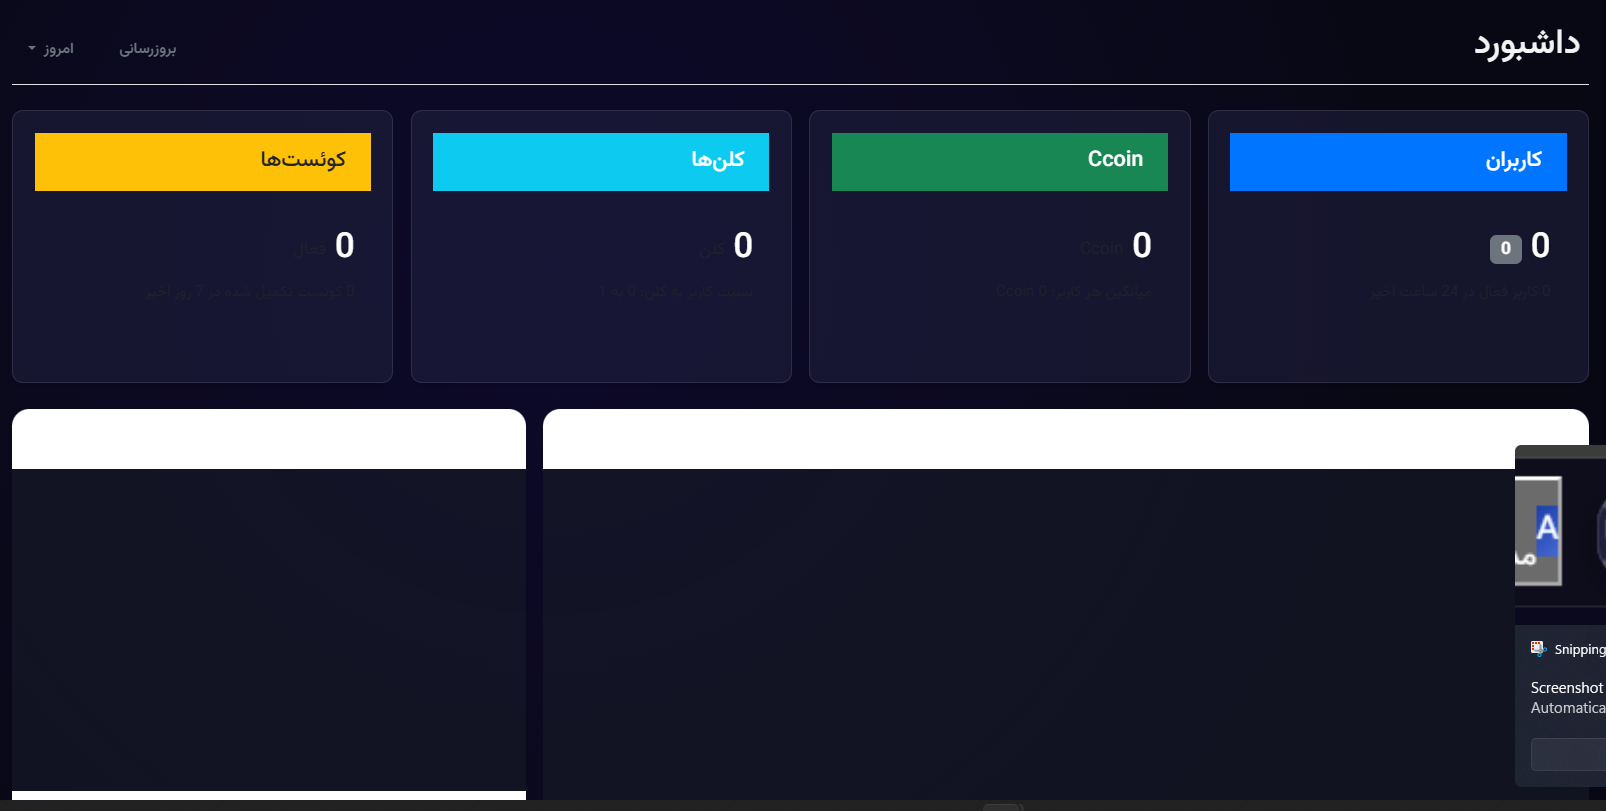 داشبورد
بروزرسانی
امروز
کاربران
0 0
0 کاربر فعال در 24 ساعت اخیر
Ccoin
0 Ccoin
میانگین هر کاربر: 0 Ccoin
کلن‌ها
0 کلن
نسبت کاربر به کلن: 0 به 1
کوئست‌ها
0 فعال
0 کوئست تکمیل شده در 7 روز اخیر
A
Snipping
Screenshot
Automatica